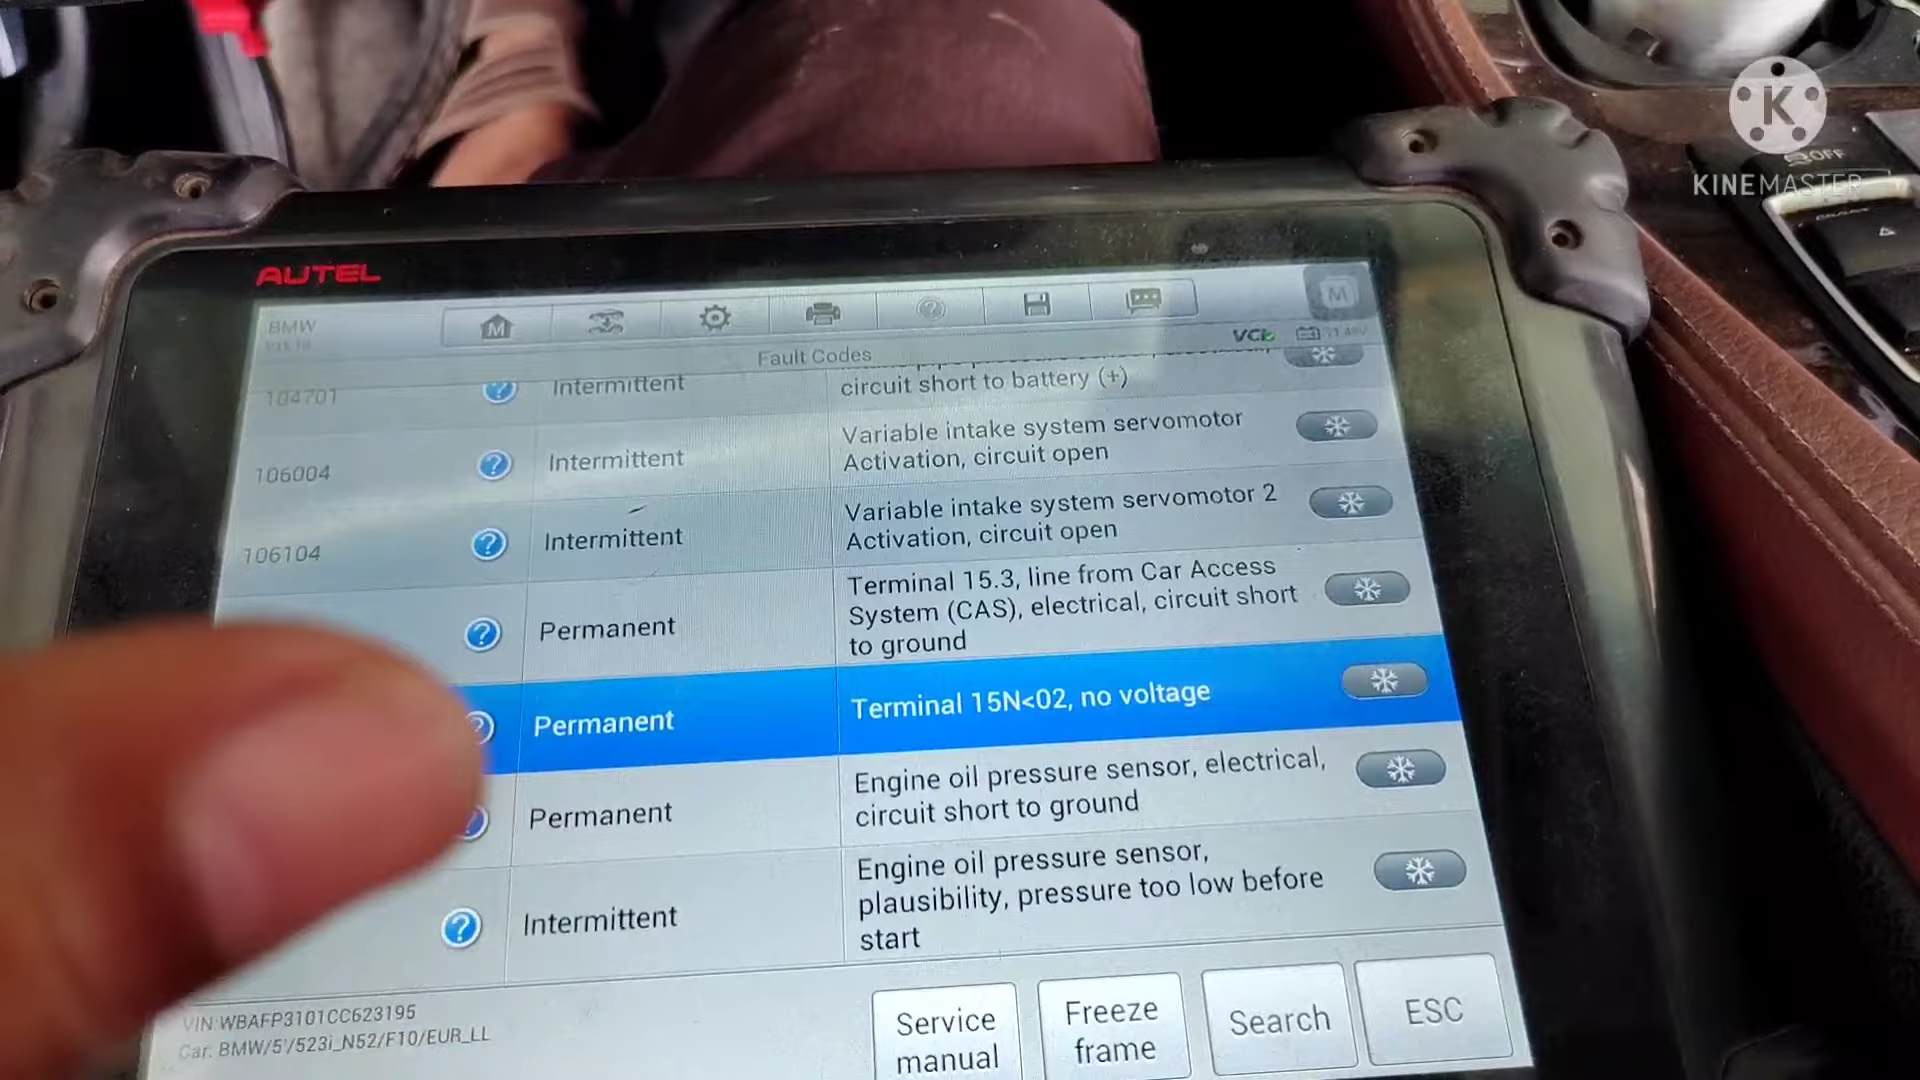 KINEMASTER
OFF
AUTEL
BMW
VCI
Fault Codes
104701
Intermittent
circuit short to battery (+)
106004
Intermittent
Variable intake system servomotor
Activation, circuit open
106104
Intermittent
Variable intake system servomotor 2
Activation, circuit open
Permanent
Terminal 15.3, line from Car Access
System (CAS), electrical, circuit short
to ground
Permanent
Terminal 15N<02, no voltage
Permanent
Engine oil pressure sensor, electrical,
circuit short to ground
Intermittent
Engine oil pressure sensor,
plausibility, pressure too low before
start
VIN:WBAFP3101CC623195
Car: BMW/5'/523i_N52/F10/EUR_LL
Service
manual
Freeze
frame
Search
ESC